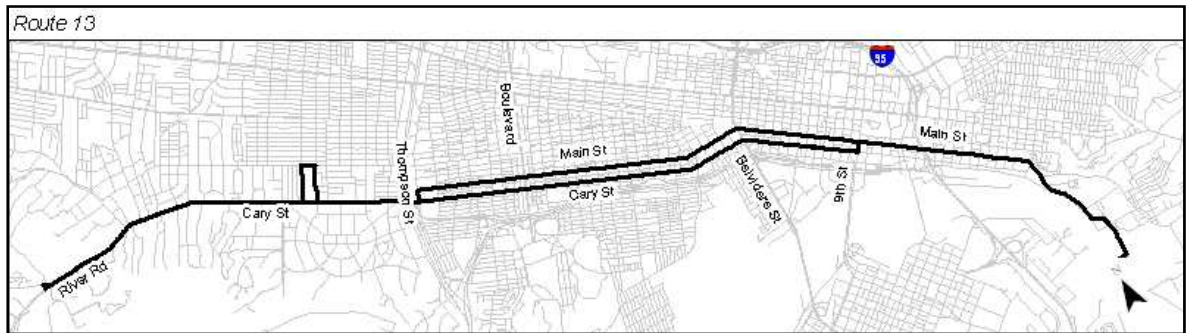 Route 13
95
Boulevard
Thompson St
Main St
Main St
Cary St
Cary St
Belvidere St
9th St
River Rd
N